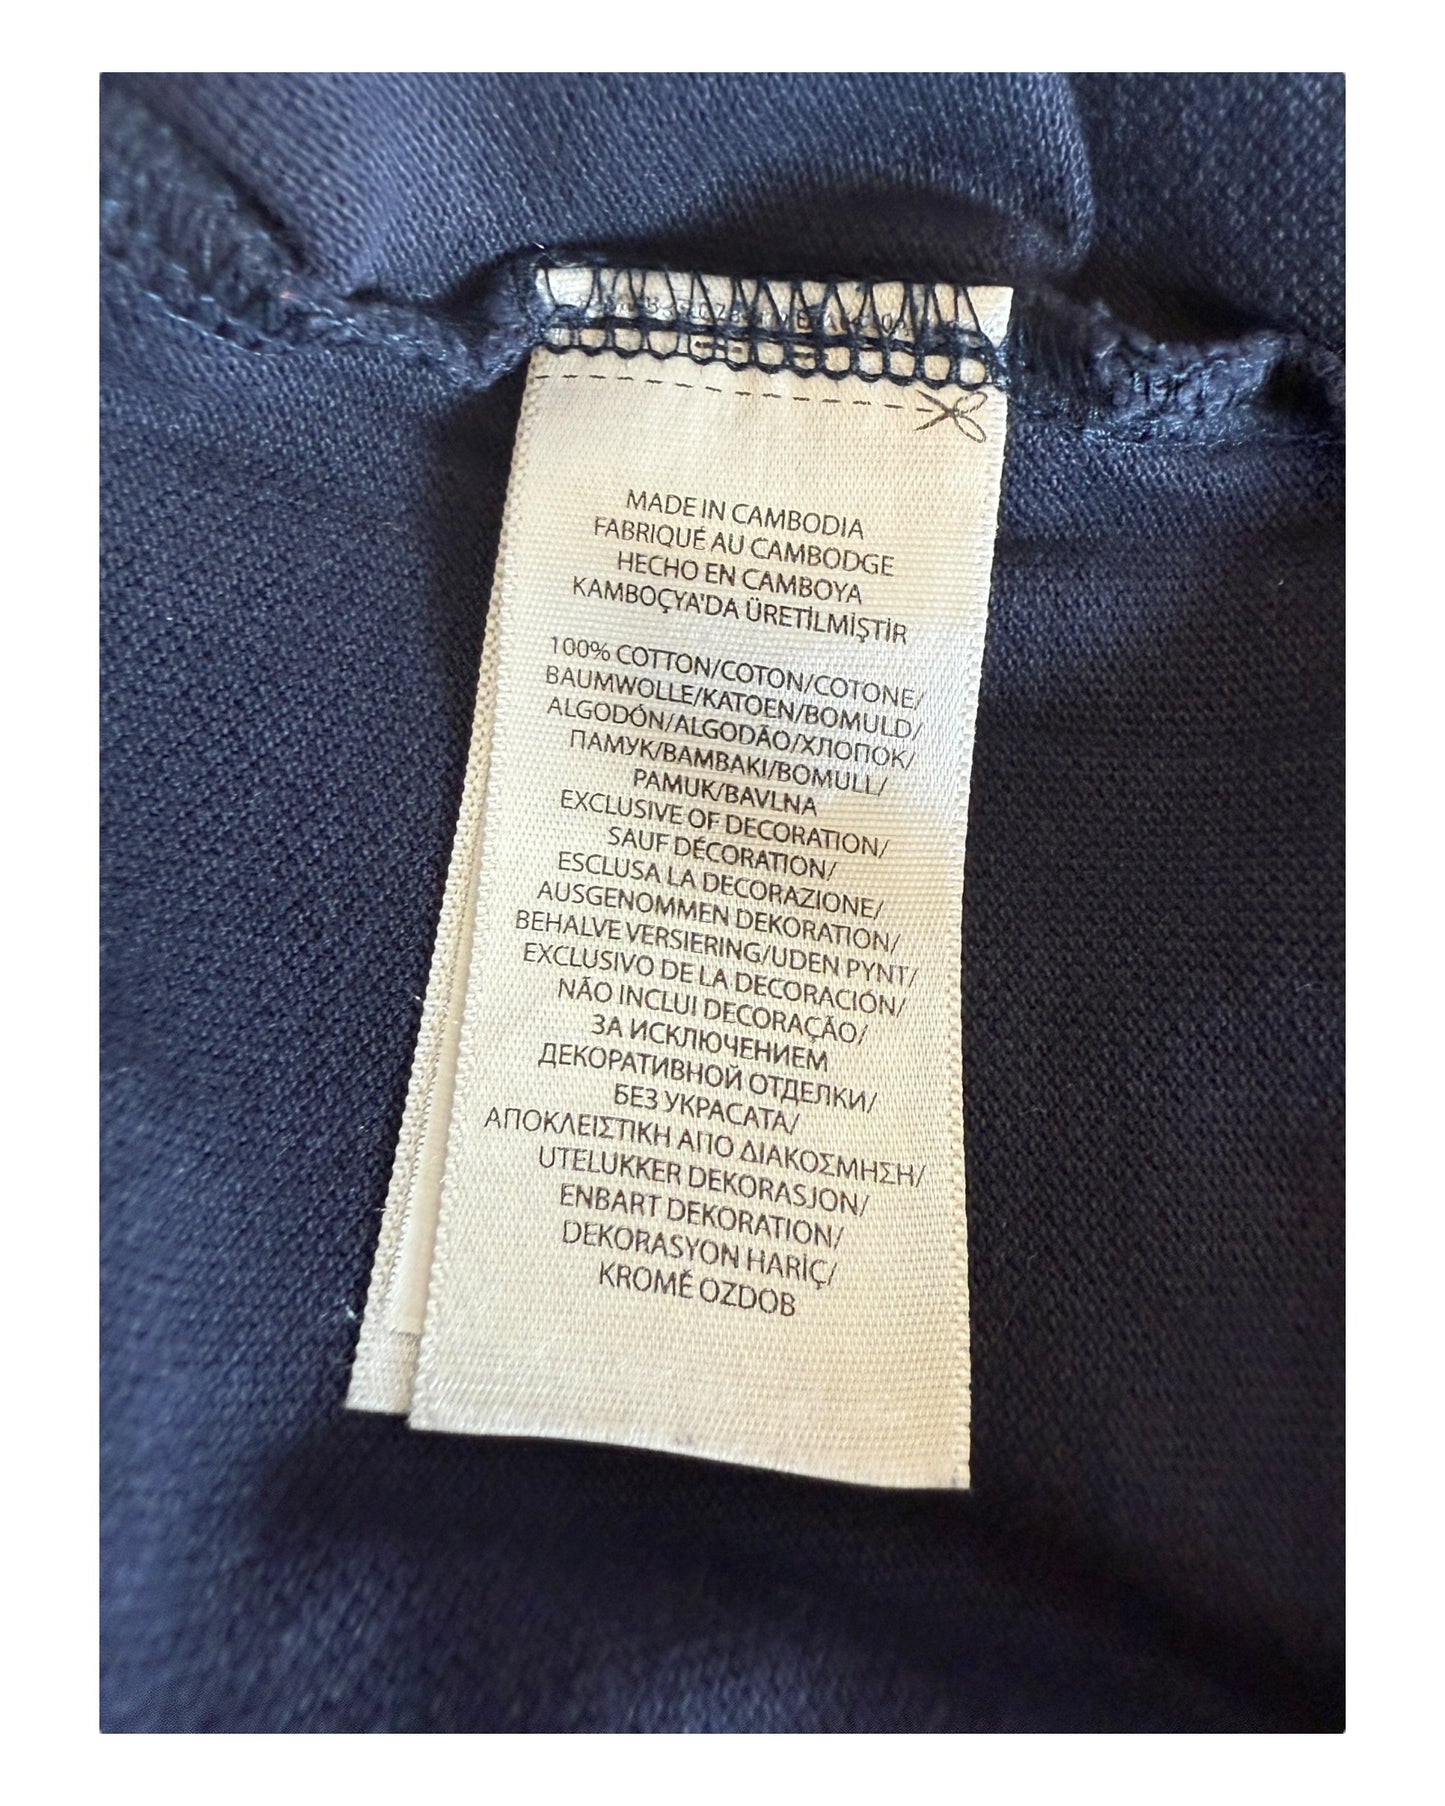 MADE IN CAMBODIA
FABRIQUÉ AU CAMBODGE
HECHO EN CAMBOYA
KAMBOÇYA'DA ÜRETİLMİŞTİR
100% COTTON/COTON/COTONE/
BAUMWOLLE/KATOEN/BOMULD/
ALGODÓN/ALGODÃO/ХЛОПОК/
ПАМУК/BAMBAKI/BOMULL/
PAMUK/BAVLNA
EXCLUSIVE OF DECORATION/
SAUF DÉCORATION/
ESCLUSA LA DECORAZIONE/
AUSGENOMMEN DEKORATION/
BEHALVE VERSIERING/UDEN PYNT/
EXCLUSIVO DE LA DECORACIÓN/
NÃO INCLUI DECORAÇÃO/
ЗА ИСКЛЮЧЕНИЕМ
ДЕКОРАТИВНОЙ ОТДЕЛКИ/
БЕЗ УКРАСАТА/
ΑΠΟΚΛΕΙΣΤΙΚΗ ΑΠΟ ΔΙΑΚΟΣΜΗΣΗ/
UTELUKKER DEKORASJON/
ENBART DEKORATION/
DEKORASYON HARİÇ/
KROMĚ OZDOB